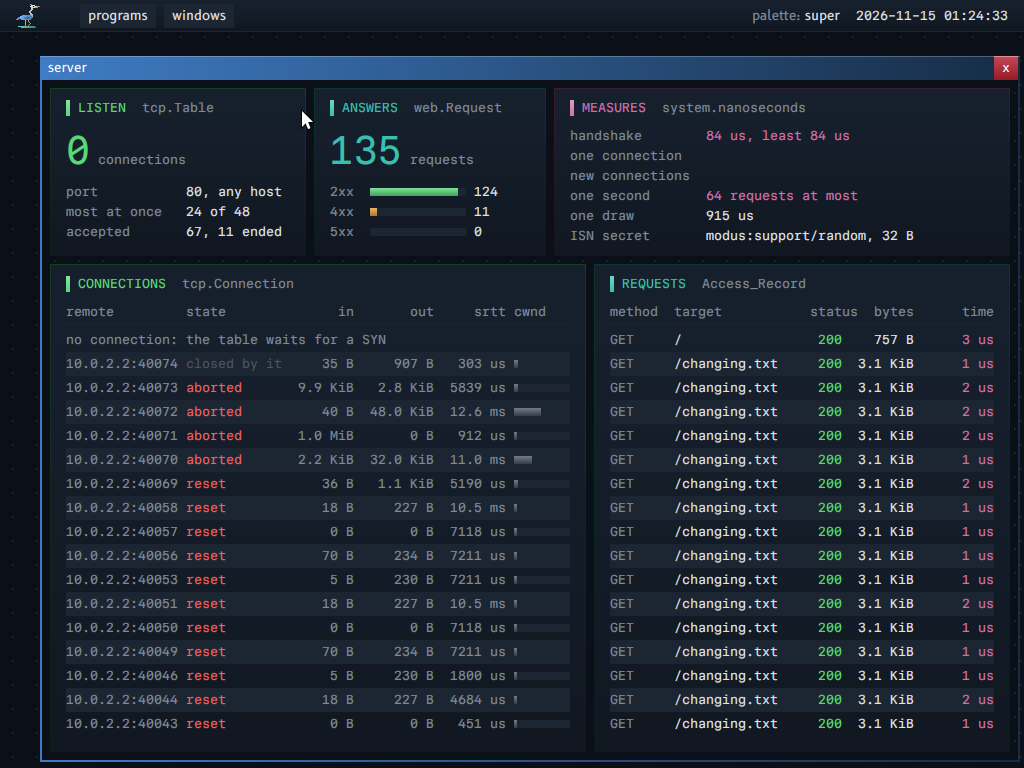 programs windows palette: super 2026-11-15 01:24:33
server x
LISTEN tcp.Table
0 connections
port 80, any host
most at once 24 of 48
accepted 67, 11 ended
ANSWERS web.Request
135 requests
2xx 124
4xx 11
5xx 0
MEASURES system.nanoseconds
handshake 84 us, least 84 us
one connection
new connections
one second 64 requests at most
one draw 915 us
ISN secret modus:support/random, 32 B
CONNECTIONS tcp.Connection
remote state in out srtt cwnd
no connection: the table waits for a SYN
10.0.2.2:40074 closed by it 35 B 907 B 303 us
10.0.2.2:40073 aborted 9.9 KiB 2.8 KiB 5839 us
10.0.2.2:40072 aborted 40 B 48.0 KiB 12.6 ms
10.0.2.2:40071 aborted 1.0 MiB 0 B 912 us
10.0.2.2:40070 aborted 2.2 KiB 32.0 KiB 11.0 ms
10.0.2.2:40069 reset 36 B 1.1 KiB 5190 us
10.0.2.2:40058 reset 18 B 227 B 10.5 ms
10.0.2.2:40057 reset 0 B 0 B 7118 us
10.0.2.2:40056 reset 70 B 234 B 7211 us
10.0.2.2:40053 reset 5 B 230 B 7211 us
10.0.2.2:40051 reset 18 B 227 B 10.5 ms
10.0.2.2:40050 reset 0 B 0 B 7118 us
10.0.2.2:40049 reset 70 B 234 B 7211 us
10.0.2.2:40046 reset 5 B 230 B 1800 us
10.0.2.2:40044 reset 18 B 227 B 4684 us
10.0.2.2:40043 reset 0 B 0 B 451 us
REQUESTS Access_Record
method target status bytes time
GET / 200 757 B 3 us
GET /changing.txt 200 3.1 KiB 1 us
GET /changing.txt 200 3.1 KiB 2 us
GET /changing.txt 200 3.1 KiB 2 us
GET /changing.txt 200 3.1 KiB 2 us
GET /changing.txt 200 3.1 KiB 1 us
GET /changing.txt 200 3.1 KiB 2 us
GET /changing.txt 200 3.1 KiB 1 us
GET /changing.txt 200 3.1 KiB 1 us
GET /changing.txt 200 3.1 KiB 1 us
GET /changing.txt 200 3.1 KiB 1 us
GET /changing.txt 200 3.1 KiB 2 us
GET /changing.txt 200 3.1 KiB 1 us
GET /changing.txt 200 3.1 KiB 1 us
GET /changing.txt 200 3.1 KiB 1 us
GET /changing.txt 200 3.1 KiB 2 us
GET /changing.txt 200 3.1 KiB 1 us